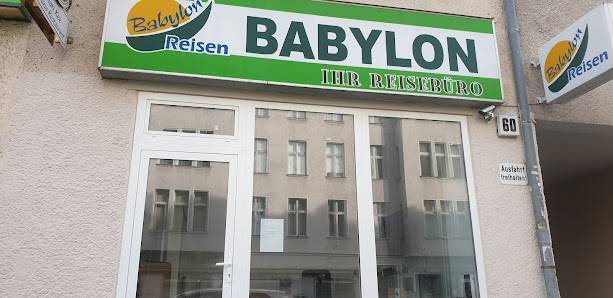 Babylon
Reisen
BABYLON
IHR REISEBÜRO
Babylon
Reisen
60
Ausfahrt
freihalten!